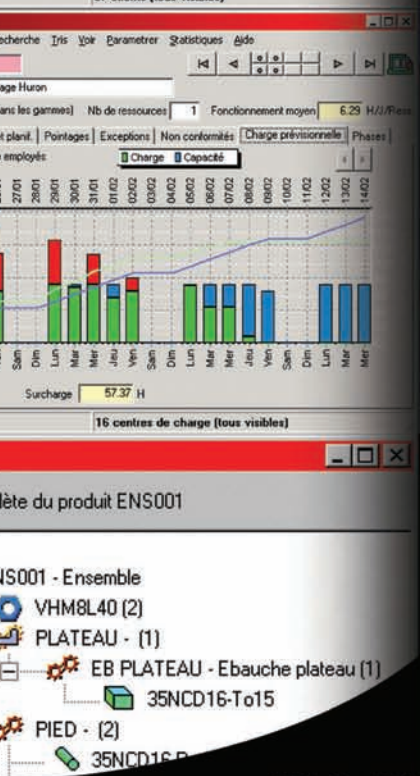 echerche Tris Voir Parametrer Statistiques Aide
age Huron
ans les gammes) Nb de ressources 1 Fonctionnement moyen 6.29 H/J/Ress
t planif. Pointages Exceptions Non conformités Charge prévisionnelle Phases
employés Charge Capacité
27/01 28/01 29/01 30/01 31/01 01/02 02/02 03/02 04/02 05/02 06/02 07/02 08/02 09/02 10/02 11/02 12/02 13/02 14/02
Sam Dim Lun Mar Mer Jeu Ven Sam Dim Lun Mar Mer Jeu Ven Sam Dim Lun Mar Mer
Surcharge 57.37 H
16 centres de charge (tous visibles)
lète du produit ENS001
NS001 - Ensemble
VHM8L40 (2)
PLATEAU - (1)
EB PLATEAU - Ebauche plateau (1)
35NCD16-To15
PIED - (2)
35NCD16